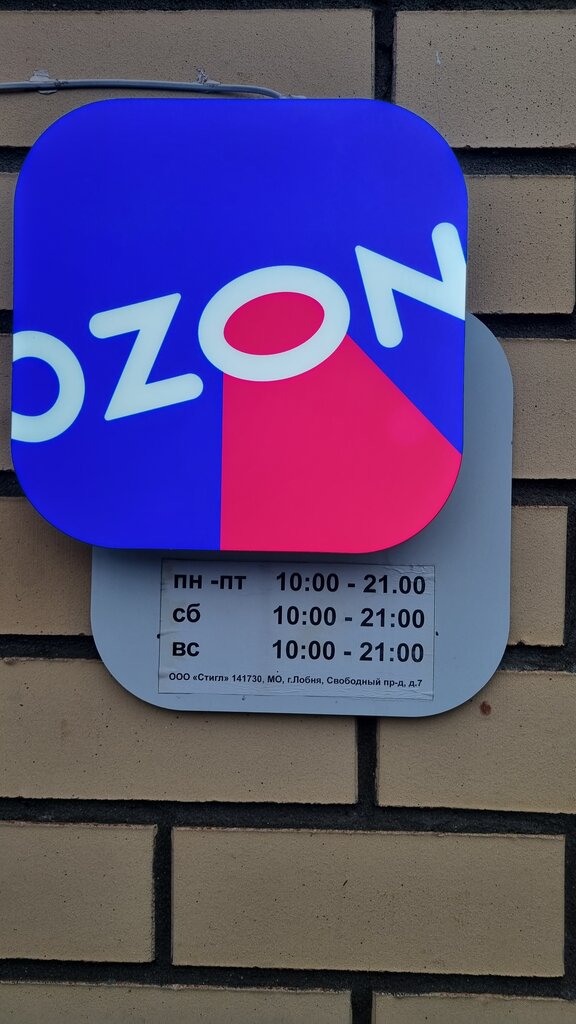 OZON
пн -пт 10:00 - 21.00
сб 10:00 - 21:00
вс 10:00 - 21:00
ООО «Стигл» 141730, МО, г.Лобня, Свободный пр-д, д.7